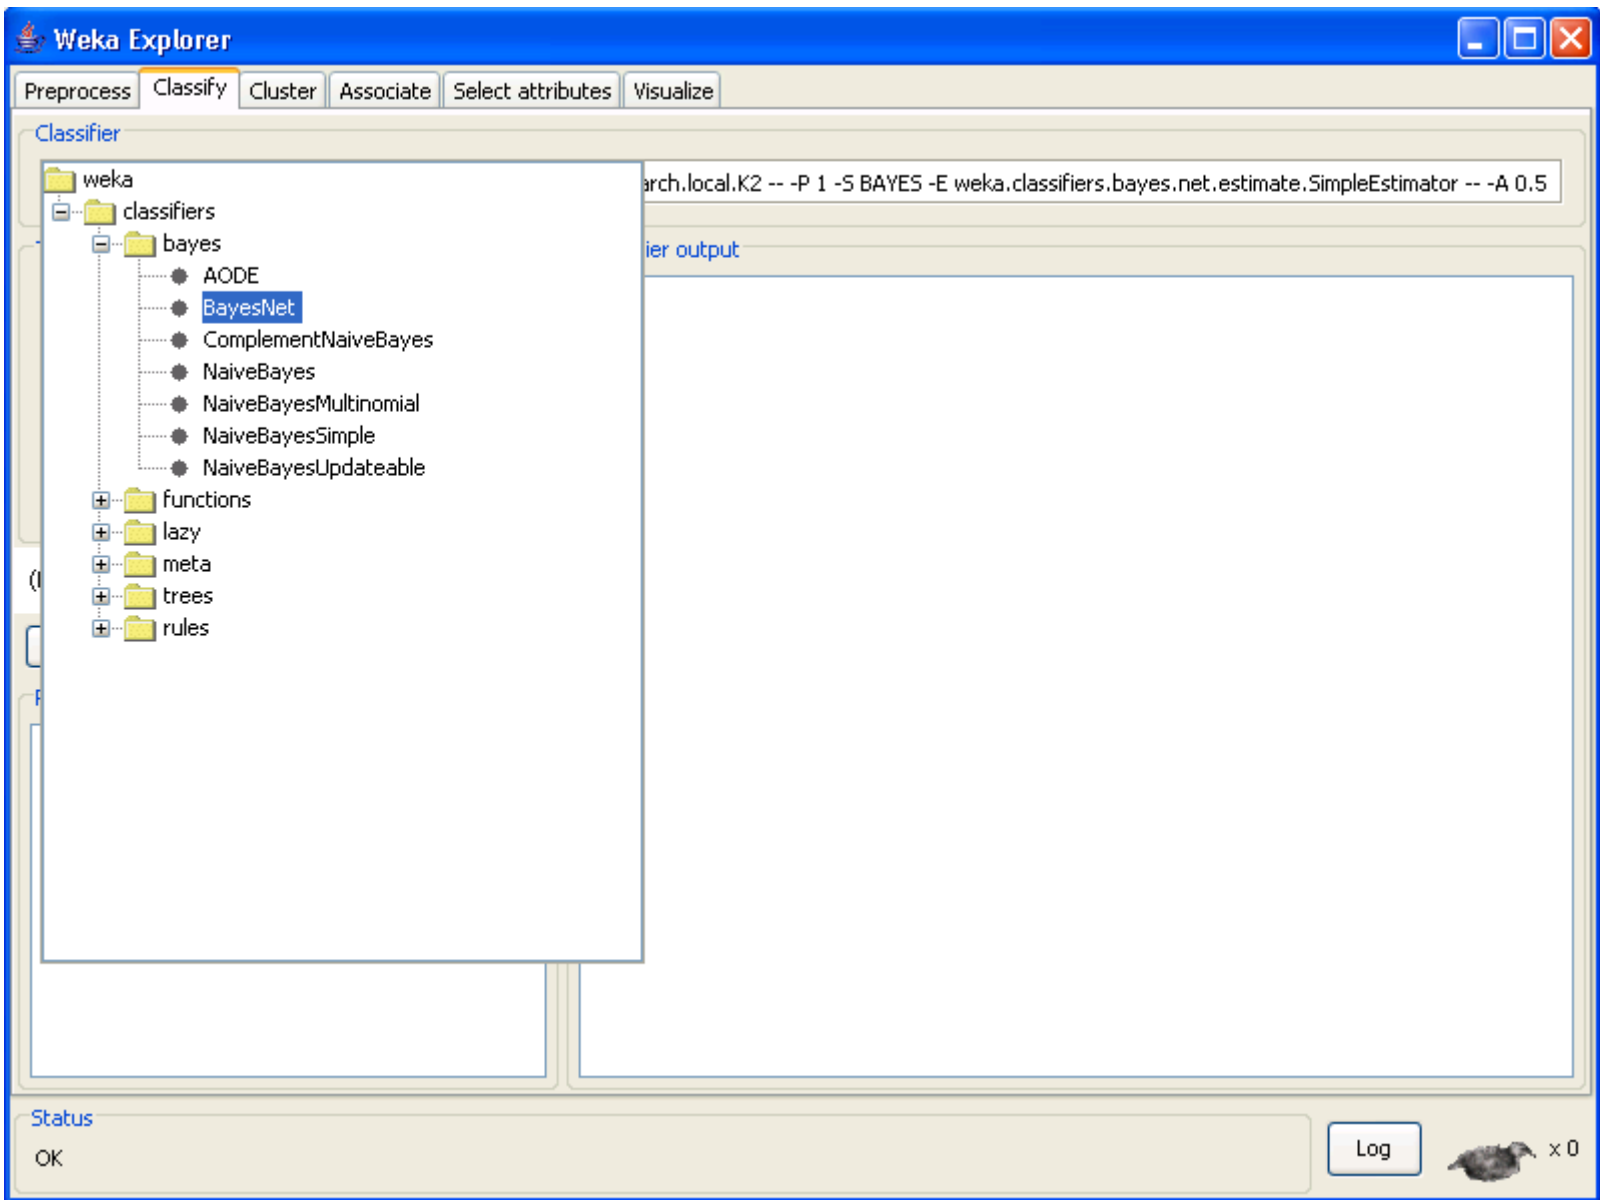 Weka Explorer
Preprocess Classify Cluster Associate Select attributes Visualize
Classifier
weka
arch.local.K2 -- -P 1 -S BAYES -E weka.classifiers.bayes.net.estimate.SimpleEstimator -- -A 0.5
classifiers
bayes
ier output
AODE
BayesNet
ComplementNaiveBayes
NaiveBayes
NaiveBayesMultinomial
NaiveBayesSimple
NaiveBayesUpdateable
functions
lazy
meta
trees
rules
Status
OK
Log
x 0